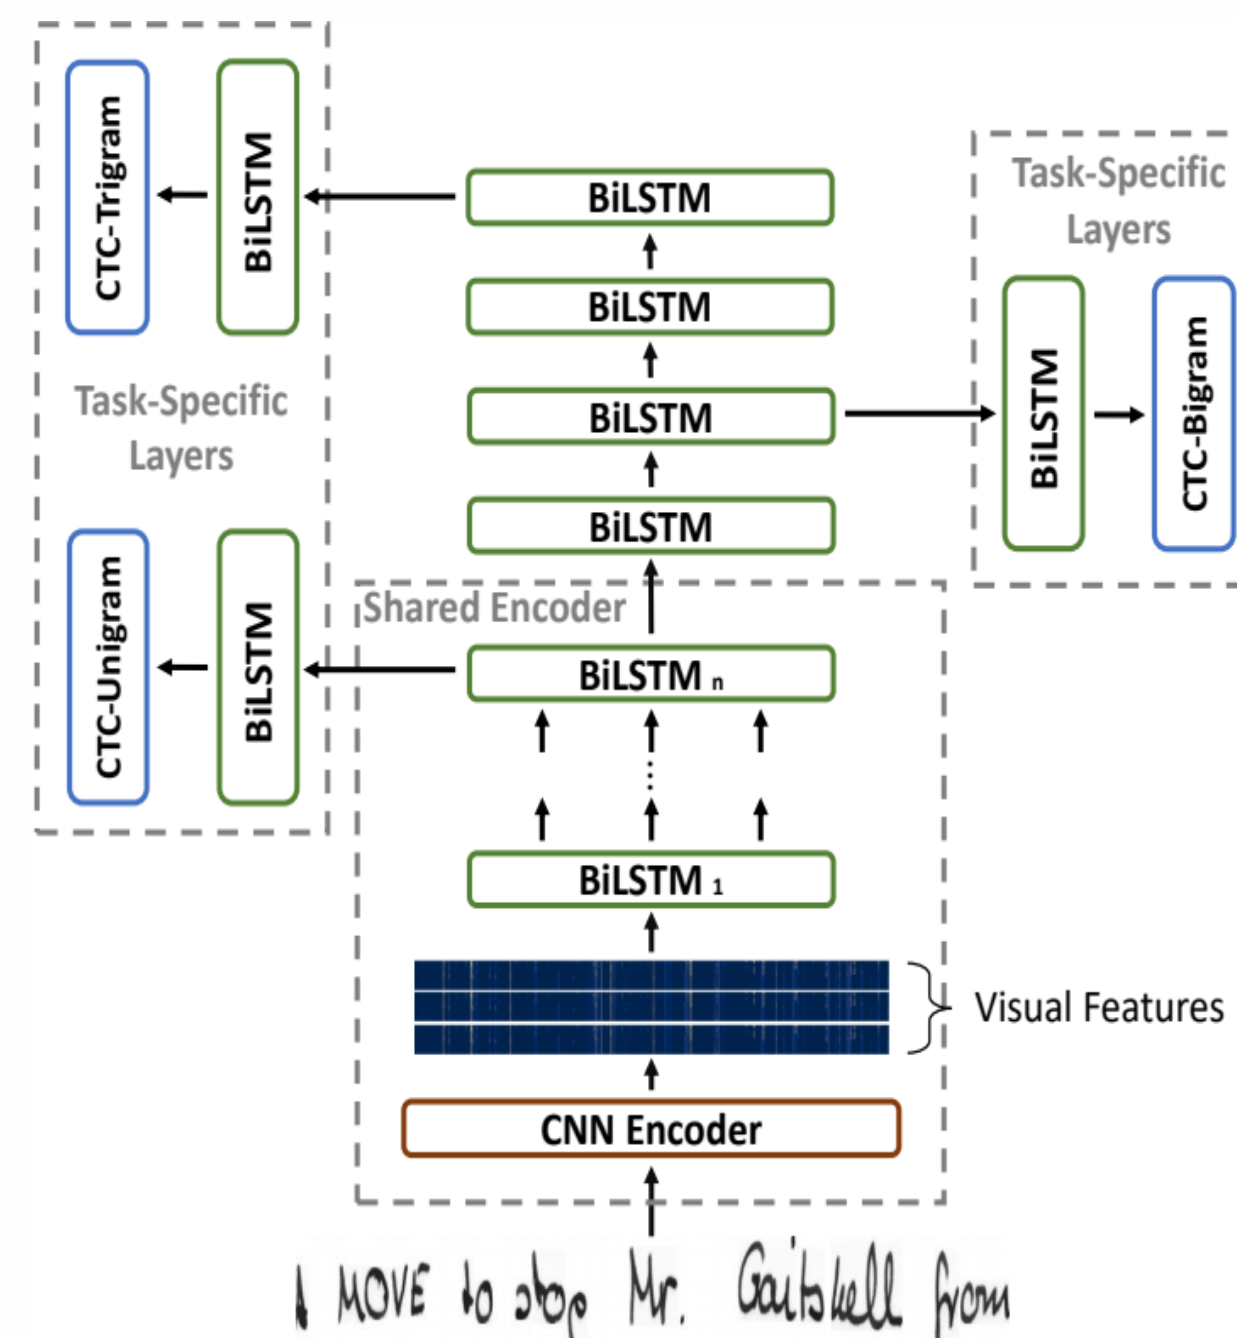 CTC-Trigram
BiLSTM
Task-Specific
Layers
CTC-Unigram
BiLSTM
BiLSTM
BiLSTM
BiLSTM
BiLSTM
Task-Specific
Layers
BiLSTM
CTC-Bigram
Shared Encoder
BiLSTM n
BiLSTM 1
Visual Features
CNN Encoder
A MOVE to stop Mr. Gaitskell from